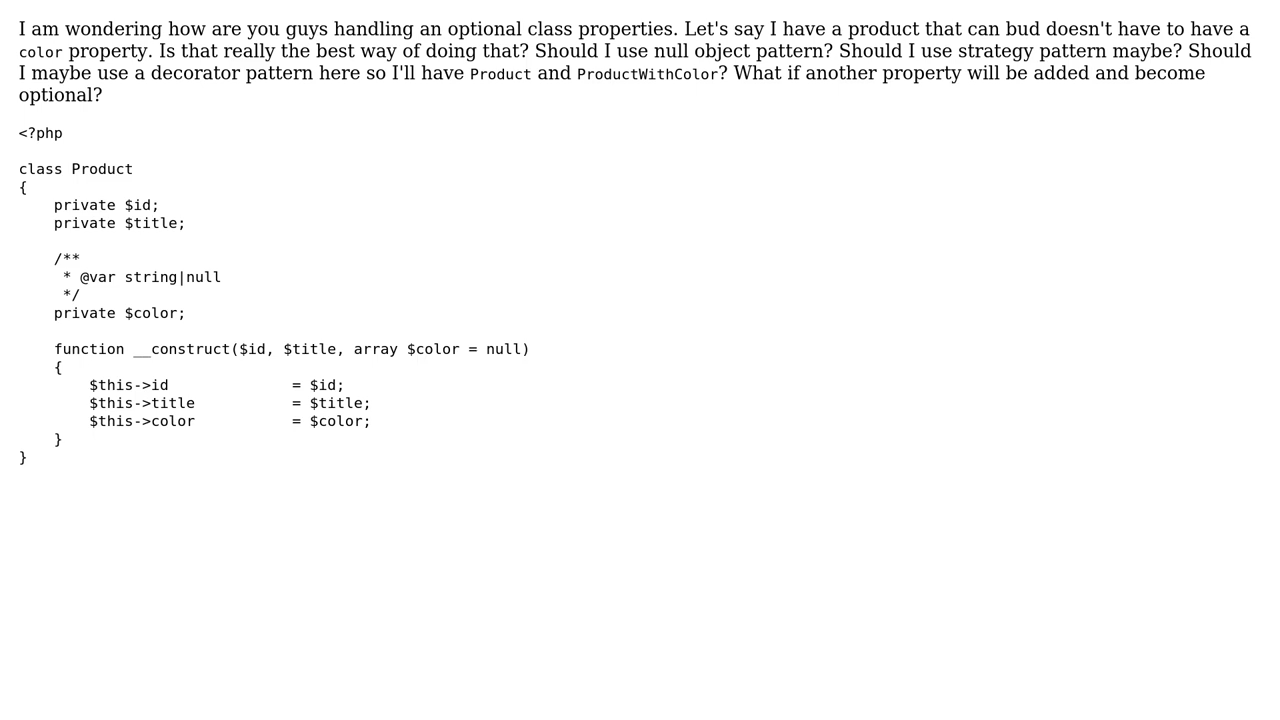 I am wondering how are you guys handling an optional class properties. Let's say I have a product that can bud doesn't have to have a
color property. Is that really the best way of doing that? Should I use null object pattern? Should I use strategy pattern maybe? Should
I maybe use a decorator pattern here so I'll have Product and ProductWithColor? What if another property will be added and become
optional?
<?php
class Product
{
    private $id;
    private $title;
    /**
     * @var string|null
     */
    private $color;
    function __construct($id, $title, array $color = null)
    {
        $this->id              = $id;
        $this->title           = $title;
        $this->color           = $color;
    }
}